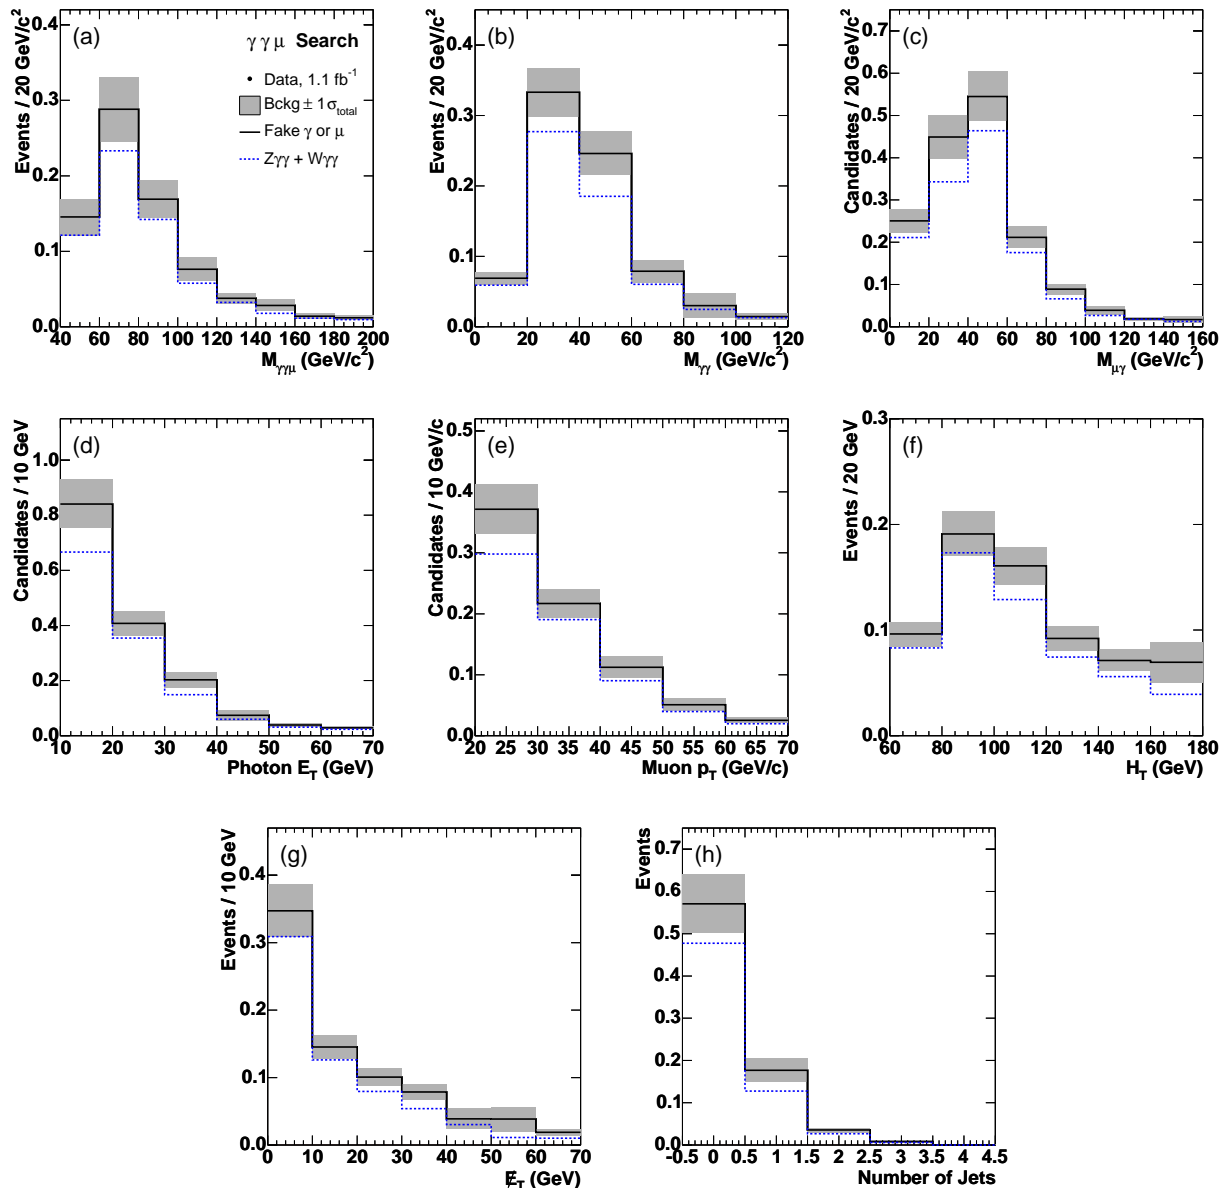 (a)
γγμ Search
Data, 1.1 fb⁻¹
Bckg ± 1σ_total
Fake γ or μ
Zγγ + Wγγ
Events / 20 GeV/c²
0.0 0.1 0.2 0.3 0.4
40 60 80 100 120 140 160 180 200
M_γγμ (GeV/c²)
(b)
Events / 20 GeV/c²
0.0 0.1 0.2 0.3 0.4
0 20 40 60 80 100 120
M_γγ (GeV/c²)
(c)
Candidates / 20 GeV/c²
0.0 0.1 0.2 0.3 0.4 0.5 0.6 0.7
0 20 40 60 80 100 120 140 160
M_μγ (GeV/c²)
(d)
Candidates / 10 GeV
0.0 0.2 0.4 0.6 0.8 1.0
10 20 30 40 50 60 70
Photon E_T (GeV)
(e)
Candidates / 10 GeV/c
0.0 0.1 0.2 0.3 0.4 0.5
20 25 30 35 40 45 50 55 60 65 70
Muon p_T (GeV/c)
(f)
Events / 20 GeV
0.0 0.1 0.2 0.3
60 80 100 120 140 160 180
H_T (GeV)
(g)
Events / 10 GeV
0.0 0.1 0.2 0.3 0.4
0 10 20 30 40 50 60 70
E̸_T (GeV)
(h)
Events
0.0 0.1 0.2 0.3 0.4 0.5 0.6 0.7
-0.5 0 0.5 1 1.5 2 2.5 3 3.5 4 4.5
Number of Jets